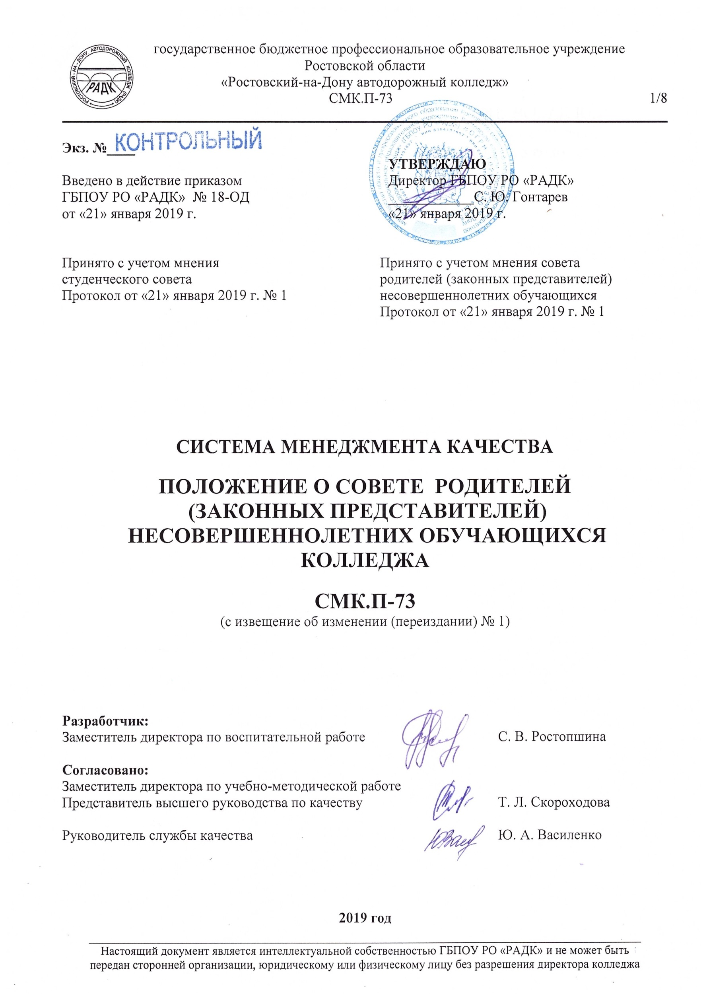 РОСТОВСКИЙ-НА-ДОНУ АВТОДОРОЖНЫЙ КОЛЛЕДЖ (РАДК)
РАДК
государственное бюджетное профессиональное образовательное учреждение
Ростовской области
«Ростовский-на-Дону автодорожный колледж»
СМК.П-73 1/8
Экз. №____ КОНТРОЛЬНЫЙ
УТВЕРЖДАЮ
Введено в действие приказом
Директор ГБПОУ РО «РАДК»
ГБПОУ РО «РАДК» № 18-ОД
____________ С. Ю. Гонтарев
от «21» января 2019 г.
«21» января 2019 г.
Принято с учетом мнения
студенческого совета
Протокол от «21» января 2019 г. № 1
Принято с учетом мнения совета
родителей (законных представителей)
несовершеннолетних обучающихся
Протокол от «21» января 2019 г. № 1
СИСТЕМА МЕНЕДЖМЕНТА КАЧЕСТВА
ПОЛОЖЕНИЕ О СОВЕТЕ РОДИТЕЛЕЙ
(ЗАКОННЫХ ПРЕДСТАВИТЕЛЕЙ)
НЕСОВЕРШЕННОЛЕТНИХ ОБУЧАЮЩИХСЯ
КОЛЛЕДЖА
СМК.П-73
(с извещение об изменении (переиздании) № 1)
Разработчик:
Заместитель директора по воспитательной работе С. В. Ростопшина
Согласовано:
Заместитель директора по учебно-методической работе
Представитель высшего руководства по качеству Т. Л. Скороходова
Руководитель службы качества Ю. А. Василенко
2019 год
Настоящий документ является интеллектуальной собственностью ГБПОУ РО «РАДК» и не может быть
передан сторонней организации, юридическому или физическому лицу без разрешения директора колледжа